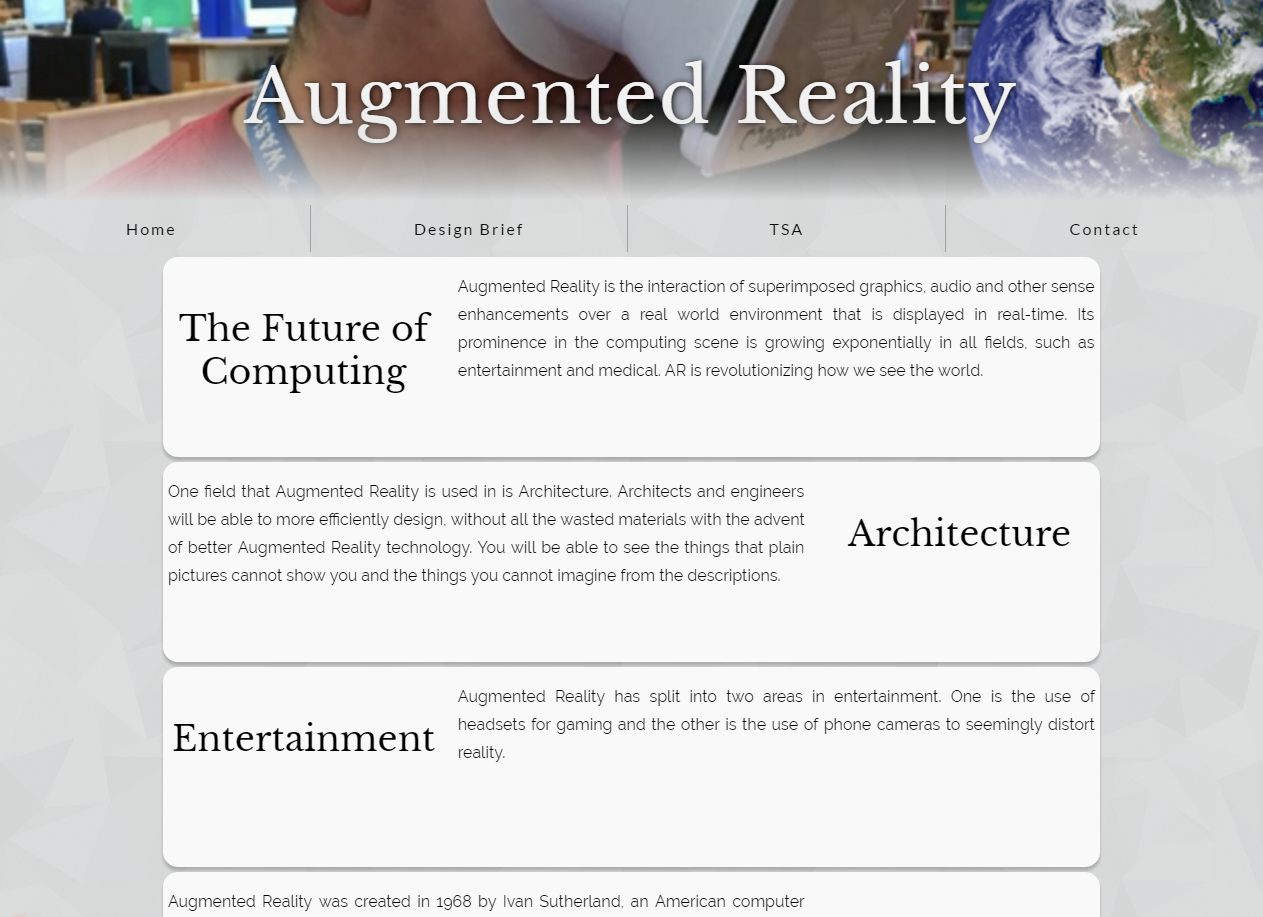 Augmented Reality
WASH
Home
Design Brief
TSA
Contact
The Future of
Computing
Augmented Reality is the interaction of superimposed graphics, audio and other sense
enhancements over a real world environment that is displayed in real-time. Its
prominence in the computing scene is growing exponentially in all fields, such as
entertainment and medical. AR is revolutionizing how we see the world.
One field that Augmented Reality is used in is Architecture. Architects and engineers
will be able to more efficiently design, without all the wasted materials with the advent
of better Augmented Reality technology. You will be able to see the things that plain
pictures cannot show you and the things you cannot imagine from the descriptions.
Architecture
Entertainment
Augmented Reality has split into two areas in entertainment. One is the use of
headsets for gaming and the other is the use of phone cameras to seemingly distort
reality.
Augmented Reality was created in 1968 by Ivan Sutherland, an American computer